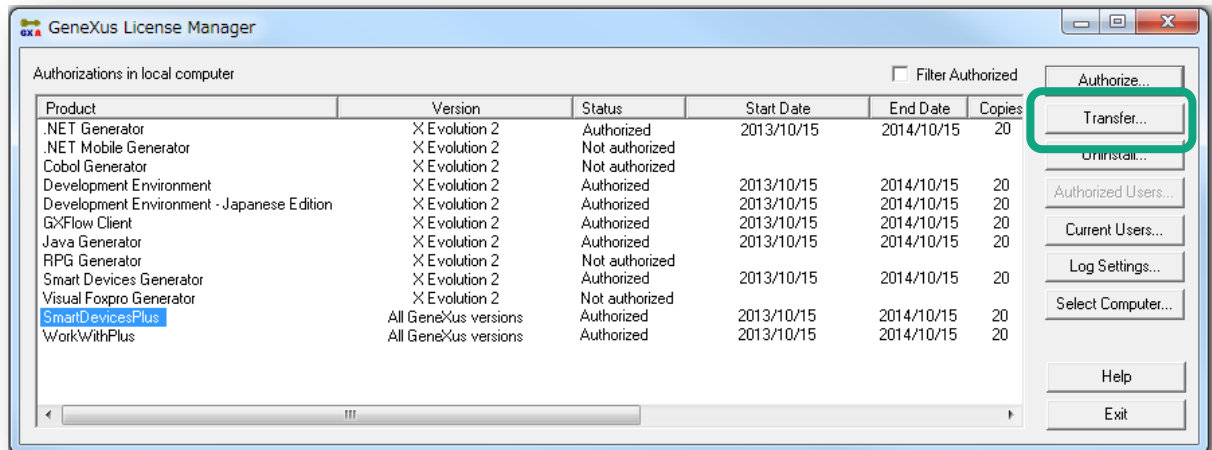 GeneXus License Manager
Authorizations in local computer
Filter Authorized
Product Version Status Start Date End Date Copies
.NET Generator X Evolution 2 Authorized 2013/10/15 2014/10/15 20
.NET Mobile Generator X Evolution 2 Not authorized
Cobol Generator X Evolution 2 Not authorized
Development Environment X Evolution 2 Authorized 2013/10/15 2014/10/15 20
Development Environment - Japanese Edition X Evolution 2 Authorized 2013/10/15 2014/10/15 20
GXFlow Client X Evolution 2 Authorized 2013/10/15 2014/10/15 20
Java Generator X Evolution 2 Authorized 2013/10/15 2014/10/15 20
RPG Generator X Evolution 2 Not authorized
Smart Devices Generator X Evolution 2 Authorized 2013/10/15 2014/10/15 20
Visual Foxpro Generator X Evolution 2 Not authorized
SmartDevicesPlus All GeneXus versions Authorized 2013/10/15 2014/10/15 20
WorkWithPlus All GeneXus versions Authorized 2013/10/15 2014/10/15 20
Authorize...
Transfer...
Uninstall...
Authorized Users...
Current Users...
Log Settings...
Select Computer...
Help
Exit